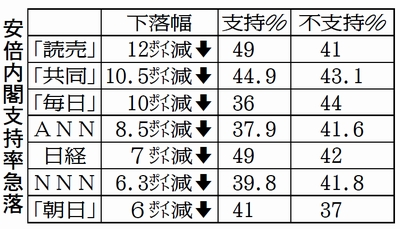 安倍内閣支持率急落
下落幅 支持% 不支持%
「読売」 12㌽減⬇ 49 41
「共同」 10.5㌽減⬇ 44.9 43.1
「毎日」 10㌽減⬇ 36 44
ANN 8.5㌽減⬇ 37.9 41.6
日経 7㌽減⬇ 49 42
NNN 6.3㌽減⬇ 39.8 41.8
「朝日」 6㌽減⬇ 41 37